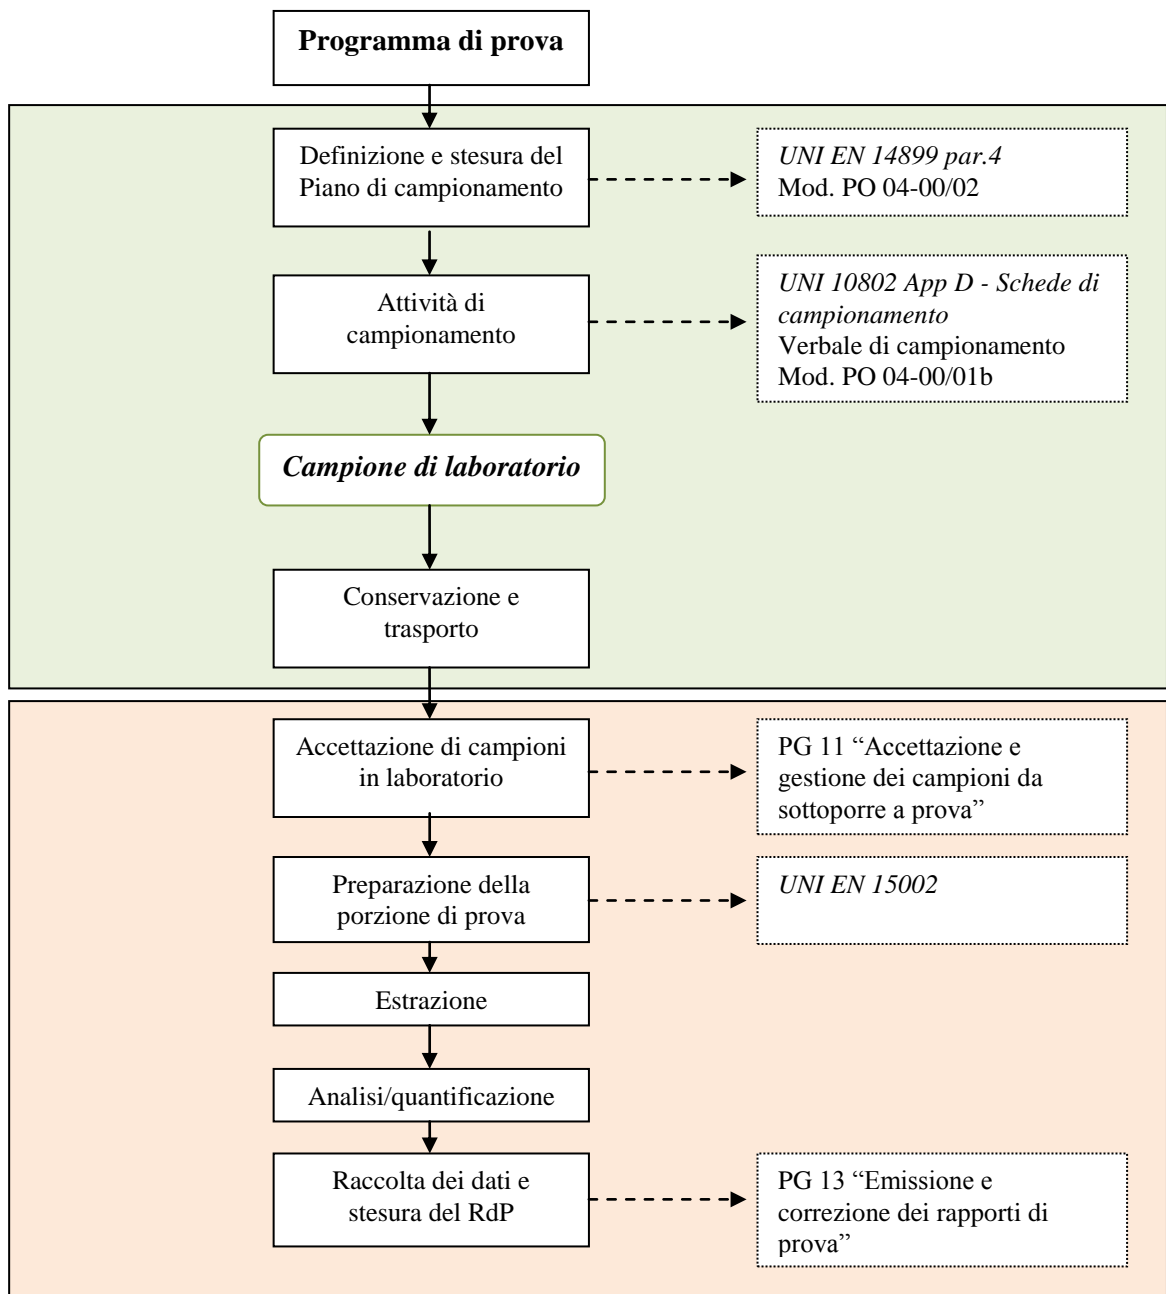 Programma di prova
Definizione e stesura del
Piano di campionamento
UNI EN 14899 par.4
Mod. PO 04-00/02
Attività di
campionamento
UNI 10802 App D - Schede di
campionamento
Verbale di campionamento
Mod. PO 04-00/01b
Campione di laboratorio
Conservazione e
trasporto
Accettazione di campioni
in laboratorio
PG 11 “Accettazione e
gestione dei campioni da
sottoporre a prova”
Preparazione della
porzione di prova
UNI EN 15002
Estrazione
Analisi/quantificazione
Raccolta dei dati e
stesura del RdP
PG 13 “Emissione e
correzione dei rapporti di
prova”